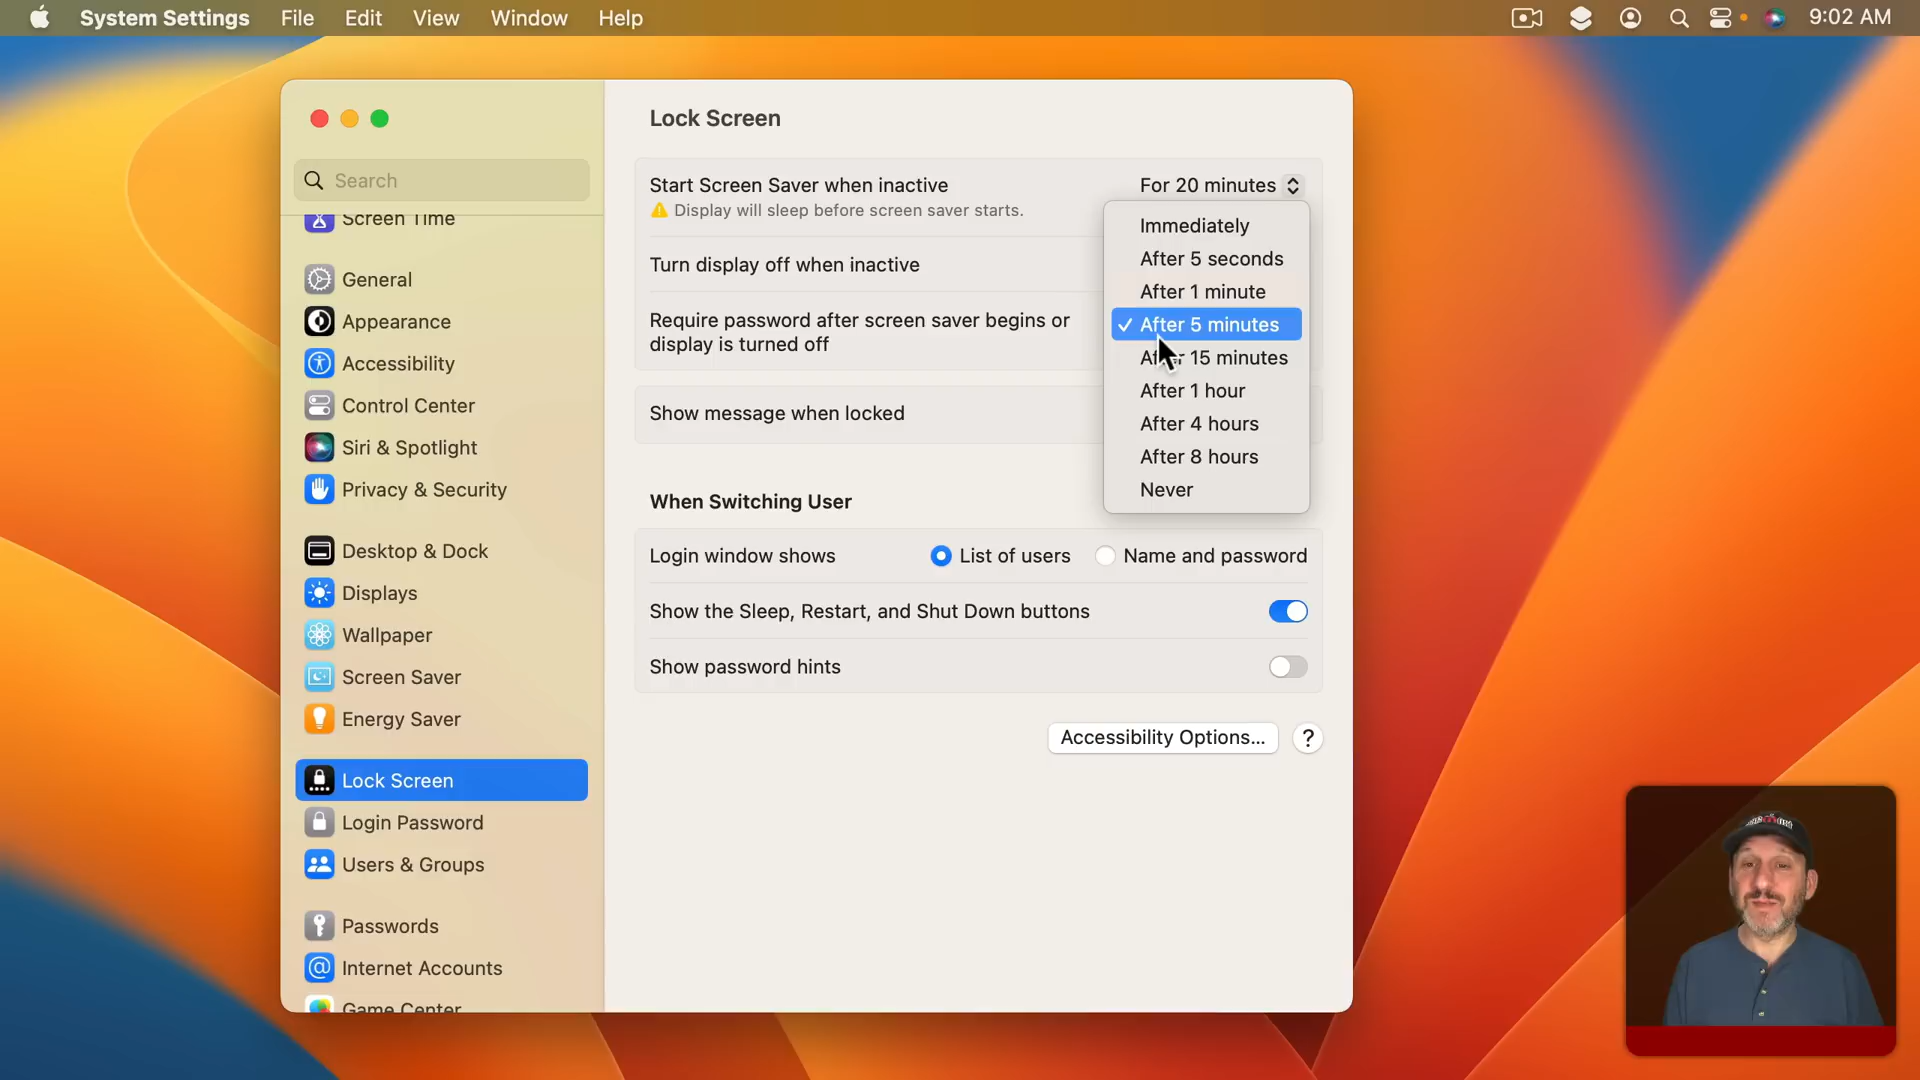 System Settings File Edit View Window Help 9:02 AM
Lock Screen
Search
Start Screen Saver when inactive For 20 minutes
Display will sleep before screen saver starts.
Turn display off when inactive
Require password after screen saver begins or
display is turned off
Immediately
After 5 seconds
After 1 minute
After 5 minutes
After 15 minutes
After 1 hour
After 4 hours
After 8 hours
Never
Show message when locked
When Switching User
Login window shows List of users Name and password
Show the Sleep, Restart, and Shut Down buttons
Show password hints
Accessibility Options... ?
Screen Time
General
Appearance
Accessibility
Control Center
Siri & Spotlight
Privacy & Security
Desktop & Dock
Displays
Wallpaper
Screen Saver
Energy Saver
Lock Screen
Login Password
Users & Groups
Passwords
Internet Accounts
Game Center